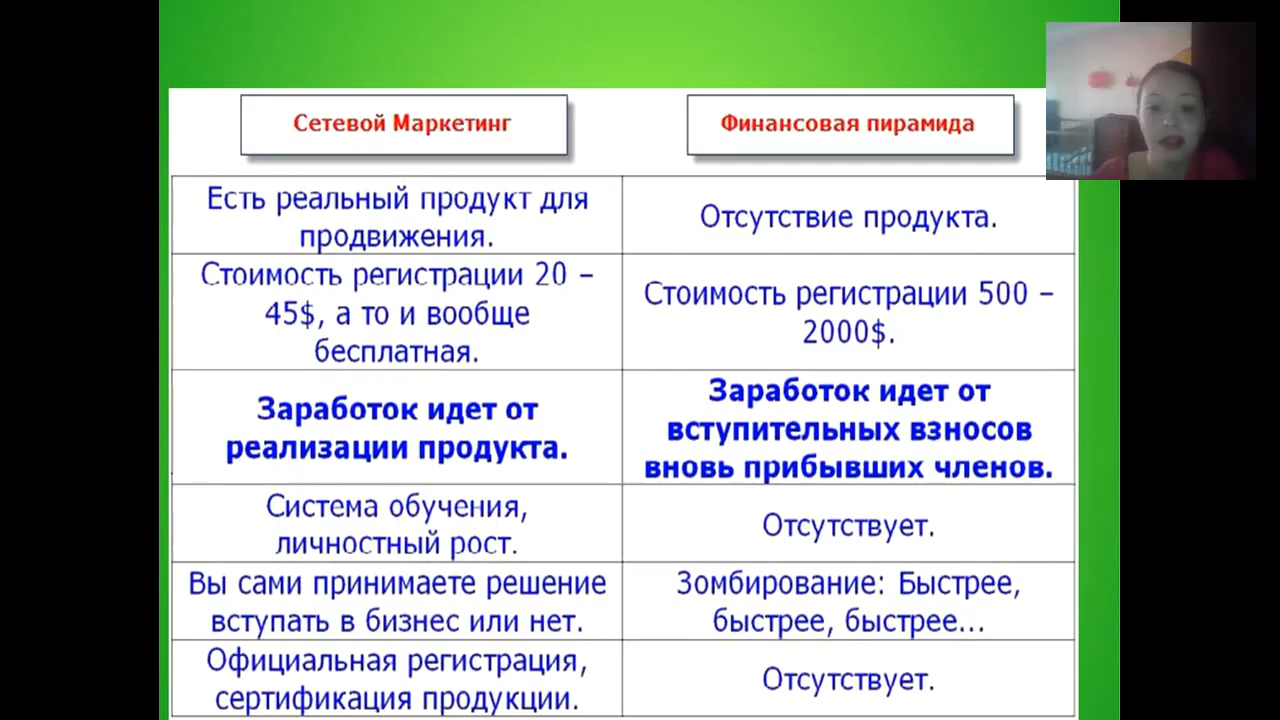 Сетевой Маркетинг
Финансовая пирамида
Есть реальный продукт для
продвижения.
Отсутствие продукта.
Стоимость регистрации 20 –
45$, а то и вообще
бесплатная.
Стоимость регистрации 500 –
2000$.
Заработок идет от
реализации продукта.
Заработок идет от
вступительных взносов
вновь прибывших членов.
Система обучения,
личностный рост.
Отсутствует.
Вы сами принимаете решение
вступать в бизнес или нет.
Зомбирование: Быстрее,
быстрее, быстрее...
Официальная регистрация,
сертификация продукции.
Отсутствует.